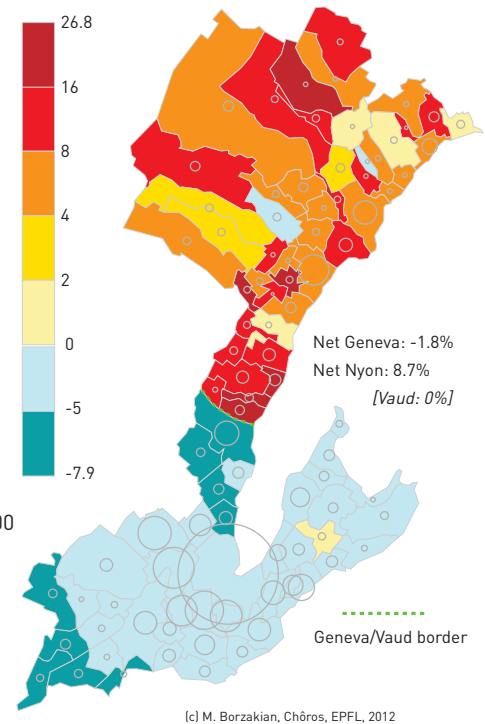 26.8
16
8
4
2
0
-5
-7.9
Net Geneva: -1.8%
Net Nyon: 8.7%
[Vaud: 0%]
00
Geneva/Vaud border
(c) M. Borzakian, Chôros, EPFL, 2012